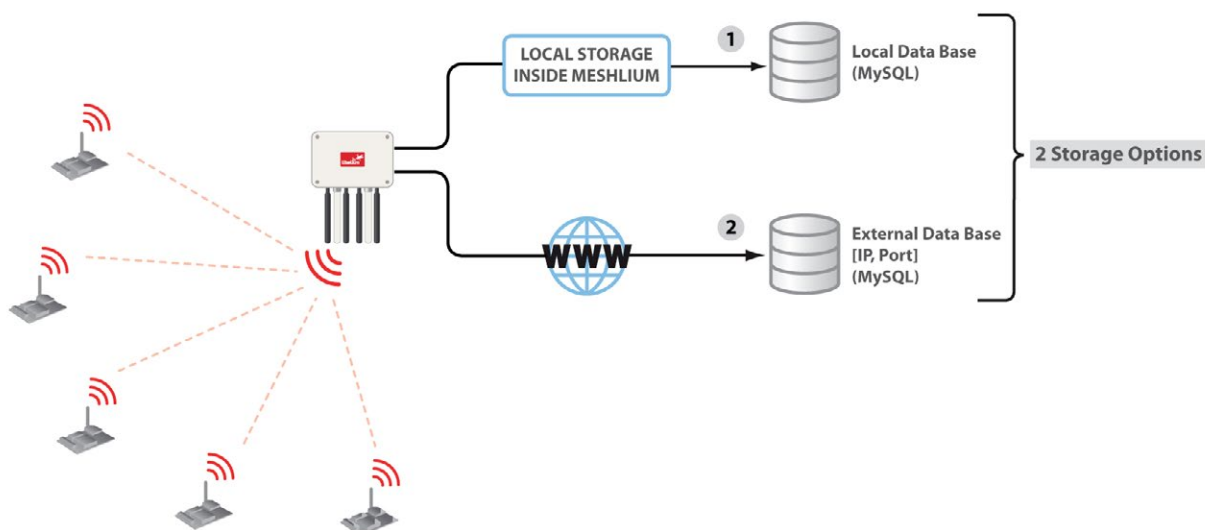 LOCAL STORAGE
INSIDE MESHLIUM
1
Local Data Base
(MySQL)
2 Storage Options
WWW
2
External Data Base
[IP, Port]
(MySQL)